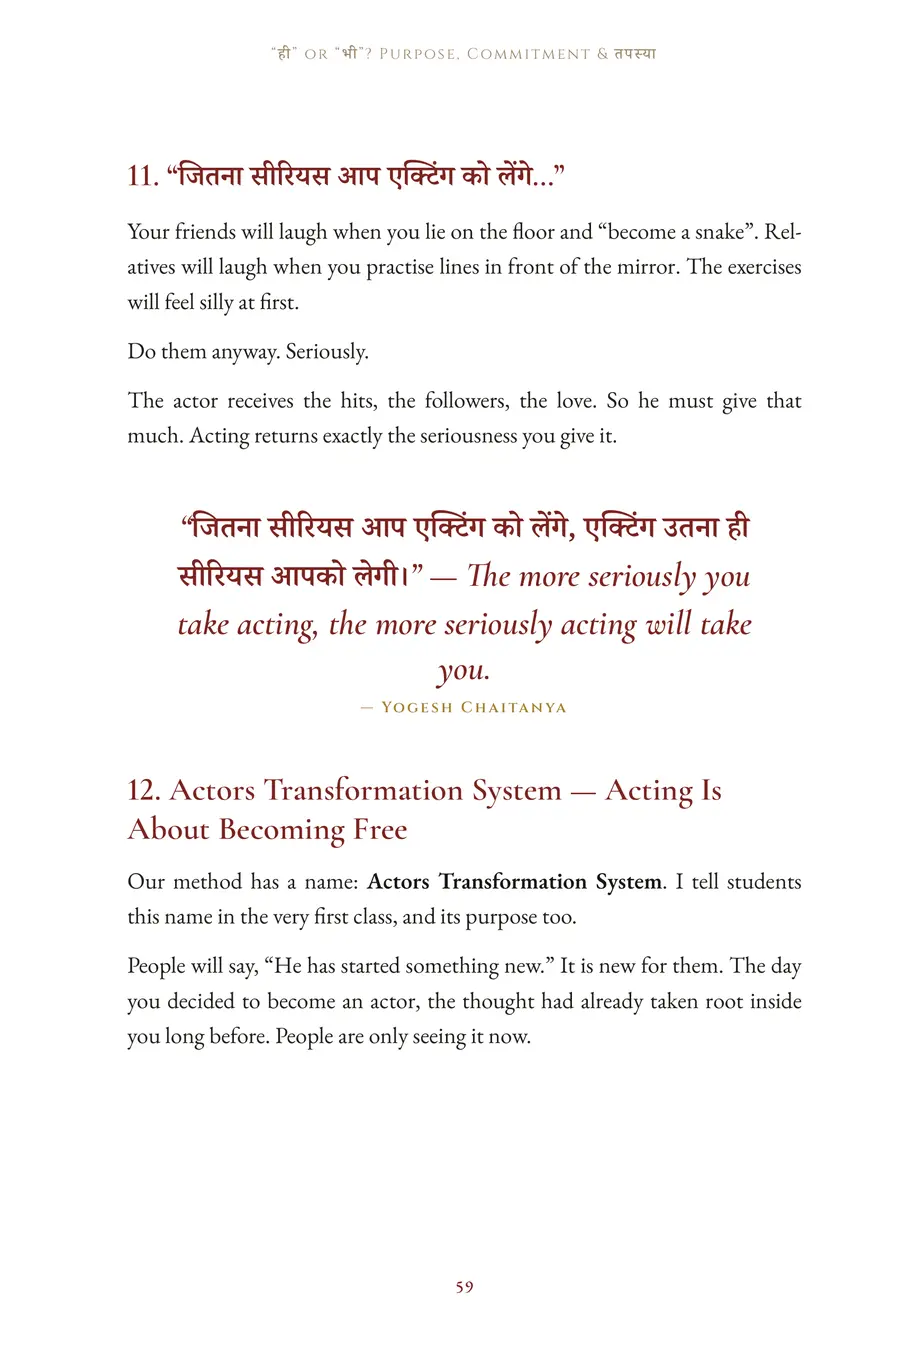 “ही” or “भी”? Purpose, Commitment & तपस्या
11. “जितना सीरियस आप एक्टिंग को लेंगे…”
Your friends will laugh when you lie on the floor and “become a snake”. Rel-
atives will laugh when you practise lines in front of the mirror. The exercises
will feel silly at first.
Do them anyway. Seriously.
The actor receives the hits, the followers, the love. So he must give that
much. Acting returns exactly the seriousness you give it.
“जितना सीरियस आप एक्टिंग को लेंगे, एक्टिंग उतना ही
सीरियस आपको लेगी।” — The more seriously you
take acting, the more seriously acting will take
you.
— Yogesh Chaitanya
12. Actors Transformation System — Acting Is
About Becoming Free
Our method has a name: Actors Transformation System. I tell students
this name in the very first class, and its purpose too.
People will say, “He has started something new.” It is new for them. The day
you decided to become an actor, the thought had already taken root inside
you long before. People are only seeing it now.
59